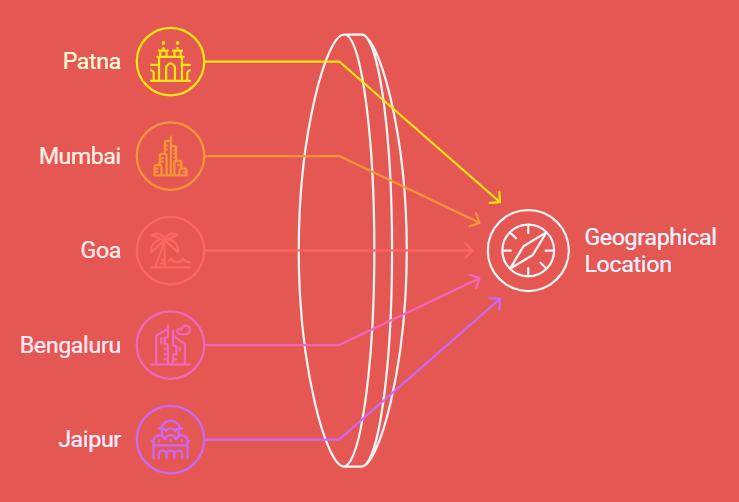 Patna
Mumbai
Goa
Geographical
Location
Bengaluru
Jaipur